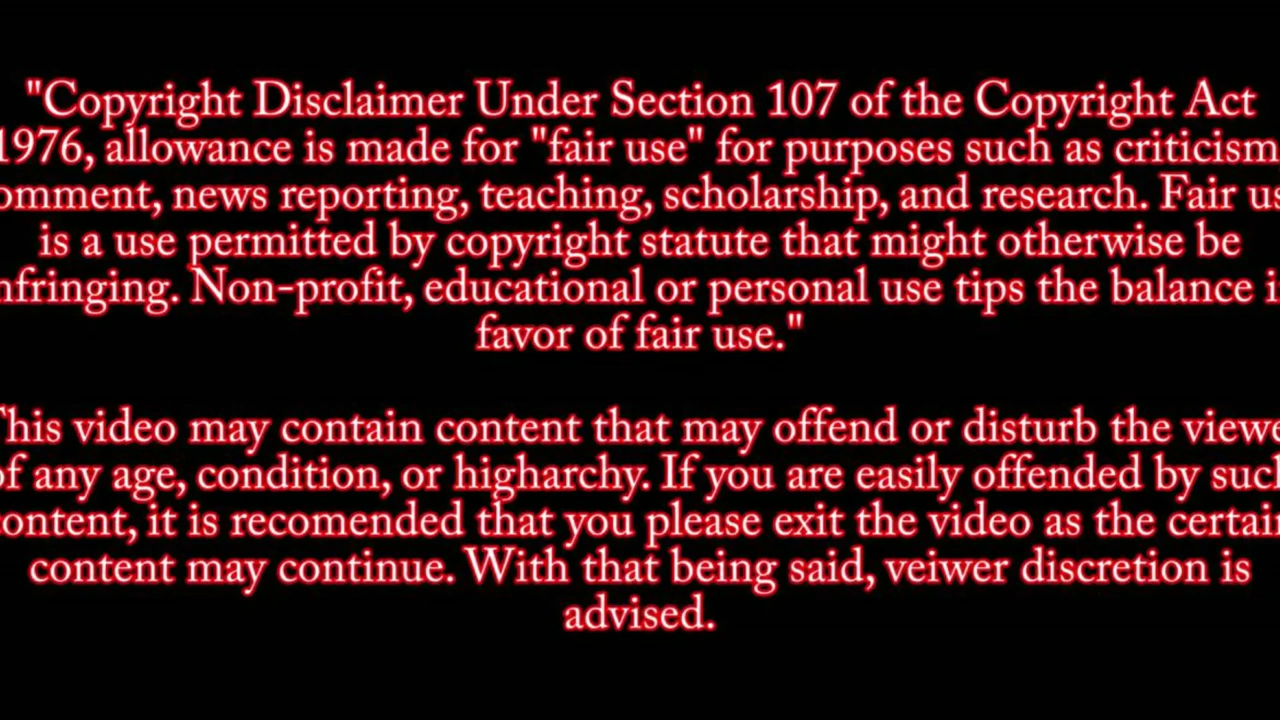 "Copyright Disclaimer Under Section 107 of the Copyright Act
1976, allowance is made for "fair use" for purposes such as criticism
omment, news reporting, teaching, scholarship, and research. Fair us
is a use permitted by copyright statute that might otherwise be
nfringing. Non-profit, educational or personal use tips the balance i
favor of fair use."
This video may contain content that may offend or disturb the viewe
of any age, condition, or higharchy. If you are easily offended by suc
ontent, it is recomended that you please exit the video as the certain
content may continue. With that being said, veiwer discretion is
advised.